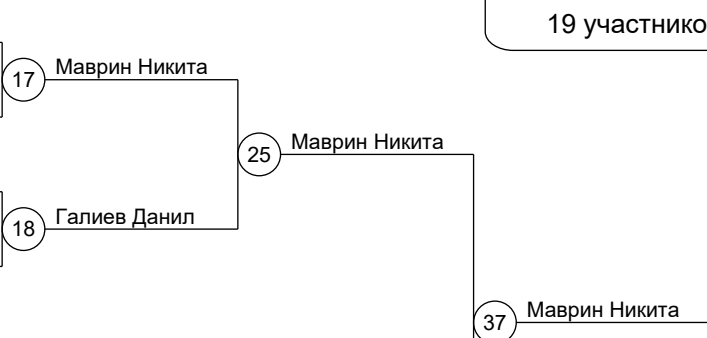 19 участнико
17 Маврин Никита
25 Маврин Никита
18 Галиев Данил
37 Маврин Никита